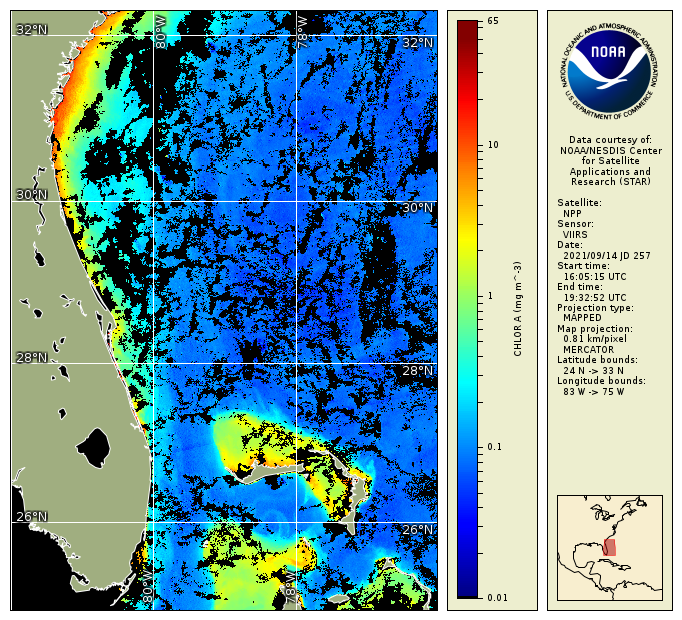 32°N
80°W
78°W
32°N
30°N
30°N
28°N
28°N
26°N
26°N
80°W
78°W
65
10
1
0.1
0.01
CHLOR A (mg m^-3)
NATIONAL OCEANIC AND ATMOSPHERIC ADMINISTRATION
NOAA
U.S. DEPARTMENT OF COMMERCE
Data courtesy of:
NOAA/NESDIS Center
for Satellite
Applications and
Research (STAR)
Satellite:
NPP
Sensor:
VIIRS
Date:
2021/09/14 JD 257
Start time:
16:05:15 UTC
End time:
19:32:52 UTC
Projection type:
MAPPED
Map projection:
0.81 km/pixel
MERCATOR
Latitude bounds:
24 N -> 33 N
Longitude bounds:
83 W -> 75 W